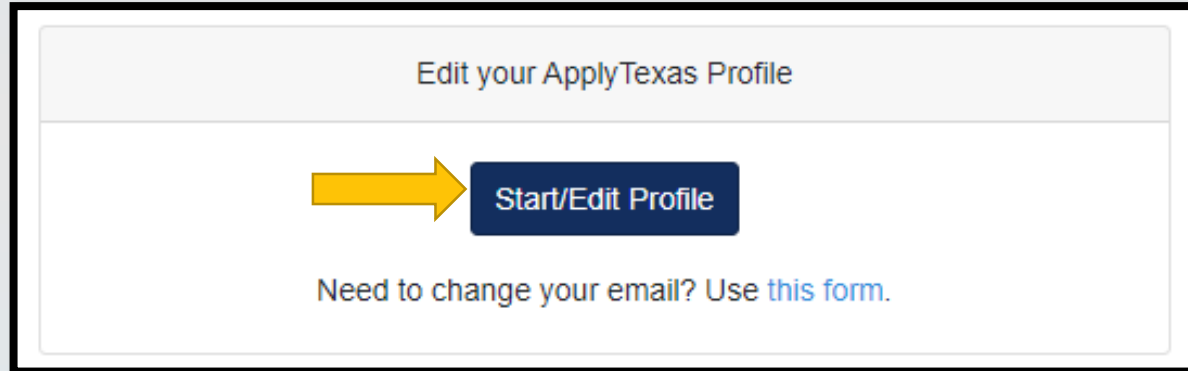 Edit your ApplyTexas Profile
Start/Edit Profile
Need to change your email? Use this form.